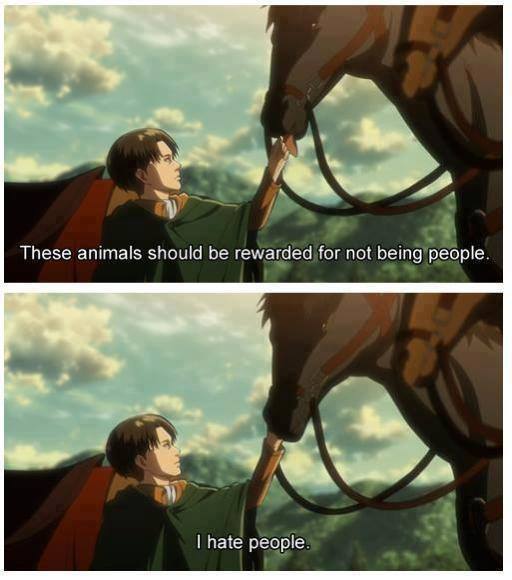 These animals should be rewarded for not being people.
I hate people.